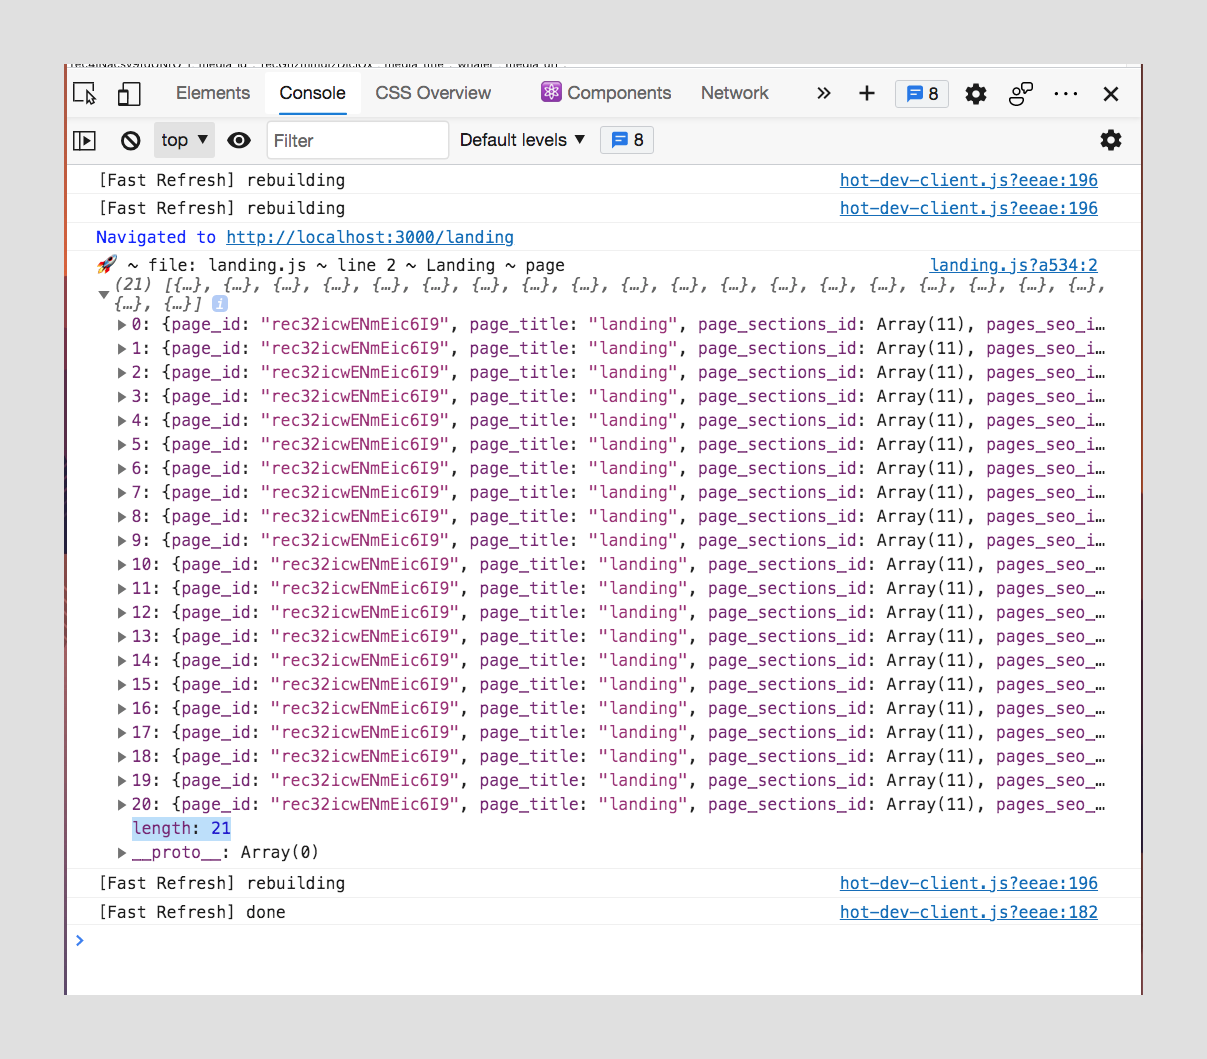 Elements Console CSS Overview Components Network 8
top Filter Default levels 8
[Fast Refresh] rebuilding hot-dev-client.js?eeae:196
[Fast Refresh] rebuilding hot-dev-client.js?eeae:196
Navigated to http://localhost:3000/landing
🚀 ~ file: landing.js ~ line 2 ~ Landing ~ page landing.js?a534:2
(21) [{…}, {…}, {…}, {…}, {…}, {…}, {…}, {…}, {…}, {…}, {…}, {…}, {…}, {…}, {…}, {…}, {…}, {…}, {…},
{…}, {…}] i
0: {page_id: "rec32icwENmEic6I9", page_title: "landing", page_sections_id: Array(11), pages_seo_i…
1: {page_id: "rec32icwENmEic6I9", page_title: "landing", page_sections_id: Array(11), pages_seo_i…
2: {page_id: "rec32icwENmEic6I9", page_title: "landing", page_sections_id: Array(11), pages_seo_i…
3: {page_id: "rec32icwENmEic6I9", page_title: "landing", page_sections_id: Array(11), pages_seo_i…
4: {page_id: "rec32icwENmEic6I9", page_title: "landing", page_sections_id: Array(11), pages_seo_i…
5: {page_id: "rec32icwENmEic6I9", page_title: "landing", page_sections_id: Array(11), pages_seo_i…
6: {page_id: "rec32icwENmEic6I9", page_title: "landing", page_sections_id: Array(11), pages_seo_i…
7: {page_id: "rec32icwENmEic6I9", page_title: "landing", page_sections_id: Array(11), pages_seo_i…
8: {page_id: "rec32icwENmEic6I9", page_title: "landing", page_sections_id: Array(11), pages_seo_i…
9: {page_id: "rec32icwENmEic6I9", page_title: "landing", page_sections_id: Array(11), pages_seo_i…
10: {page_id: "rec32icwENmEic6I9", page_title: "landing", page_sections_id: Array(11), pages_seo_…
11: {page_id: "rec32icwENmEic6I9", page_title: "landing", page_sections_id: Array(11), pages_seo_…
12: {page_id: "rec32icwENmEic6I9", page_title: "landing", page_sections_id: Array(11), pages_seo_…
13: {page_id: "rec32icwENmEic6I9", page_title: "landing", page_sections_id: Array(11), pages_seo_…
14: {page_id: "rec32icwENmEic6I9", page_title: "landing", page_sections_id: Array(11), pages_seo_…
15: {page_id: "rec32icwENmEic6I9", page_title: "landing", page_sections_id: Array(11), pages_seo_…
16: {page_id: "rec32icwENmEic6I9", page_title: "landing", page_sections_id: Array(11), pages_seo_…
17: {page_id: "rec32icwENmEic6I9", page_title: "landing", page_sections_id: Array(11), pages_seo_…
18: {page_id: "rec32icwENmEic6I9", page_title: "landing", page_sections_id: Array(11), pages_seo_…
19: {page_id: "rec32icwENmEic6I9", page_title: "landing", page_sections_id: Array(11), pages_seo_…
20: {page_id: "rec32icwENmEic6I9", page_title: "landing", page_sections_id: Array(11), pages_seo_…
length: 21
__proto__: Array(0)
[Fast Refresh] rebuilding hot-dev-client.js?eeae:196
[Fast Refresh] done hot-dev-client.js?eeae:182